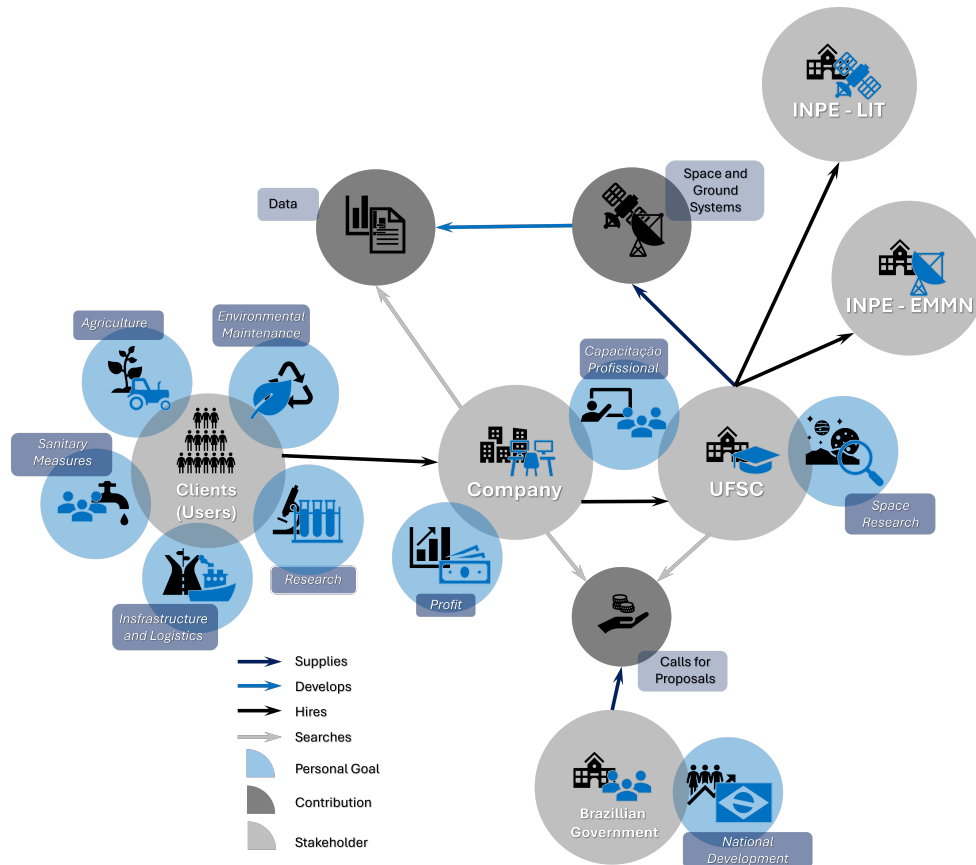 INPE - LIT
Space and
Ground
Systems
Data
INPE - EMMN
Agriculture
Environmental
Maintenance
Capacitação
Profissional
Sanitary
Measures
Clients
(Users)
Company
UFSC
Space
Research
Research
Profit
Insfrastructure
and Logistics
Calls for
Proposals
Supplies
Develops
Hires
Searches
Personal Goal
Contribution
Stakeholder
Brazillian
Government
National
Development